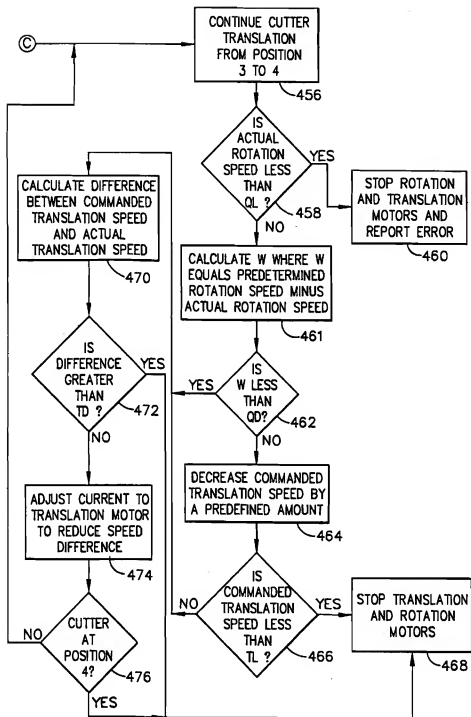 C
CONTINUE CUTTER
TRANSLATION
FROM POSITION
3 TO 4
456
IS
ACTUAL
ROTATION
SPEED LESS
THAN
QL ?
458
YES
NO
STOP ROTATION
AND TRANSLATION
MOTORS AND
REPORT ERROR
460
CALCULATE W WHERE W
EQUALS PREDETERMINED
ROTATION SPEED MINUS
ACTUAL ROTATION SPEED
461
IS
W LESS
THAN
QD?
462
YES
NO
DECREASE COMMANDED
TRANSLATION SPEED BY
A PREDEFINED AMOUNT
464
IS
COMMANDED
TRANSLATION
SPEED LESS
THAN
TL ?
466
NO
YES
STOP TRANSLATION
AND ROTATION
MOTORS
468
CALCULATE DIFFERENCE
BETWEEN COMMANDED
TRANSLATION SPEED
AND ACTUAL
TRANSLATION SPEED
470
IS
DIFFERENCE
GREATER
THAN
TD ?
472
YES
NO
ADJUST CURRENT TO
TRANSLATION MOTOR
TO REDUCE SPEED
DIFFERENCE
474
CUTTER
AT
POSITION
4?
476
NO
YES